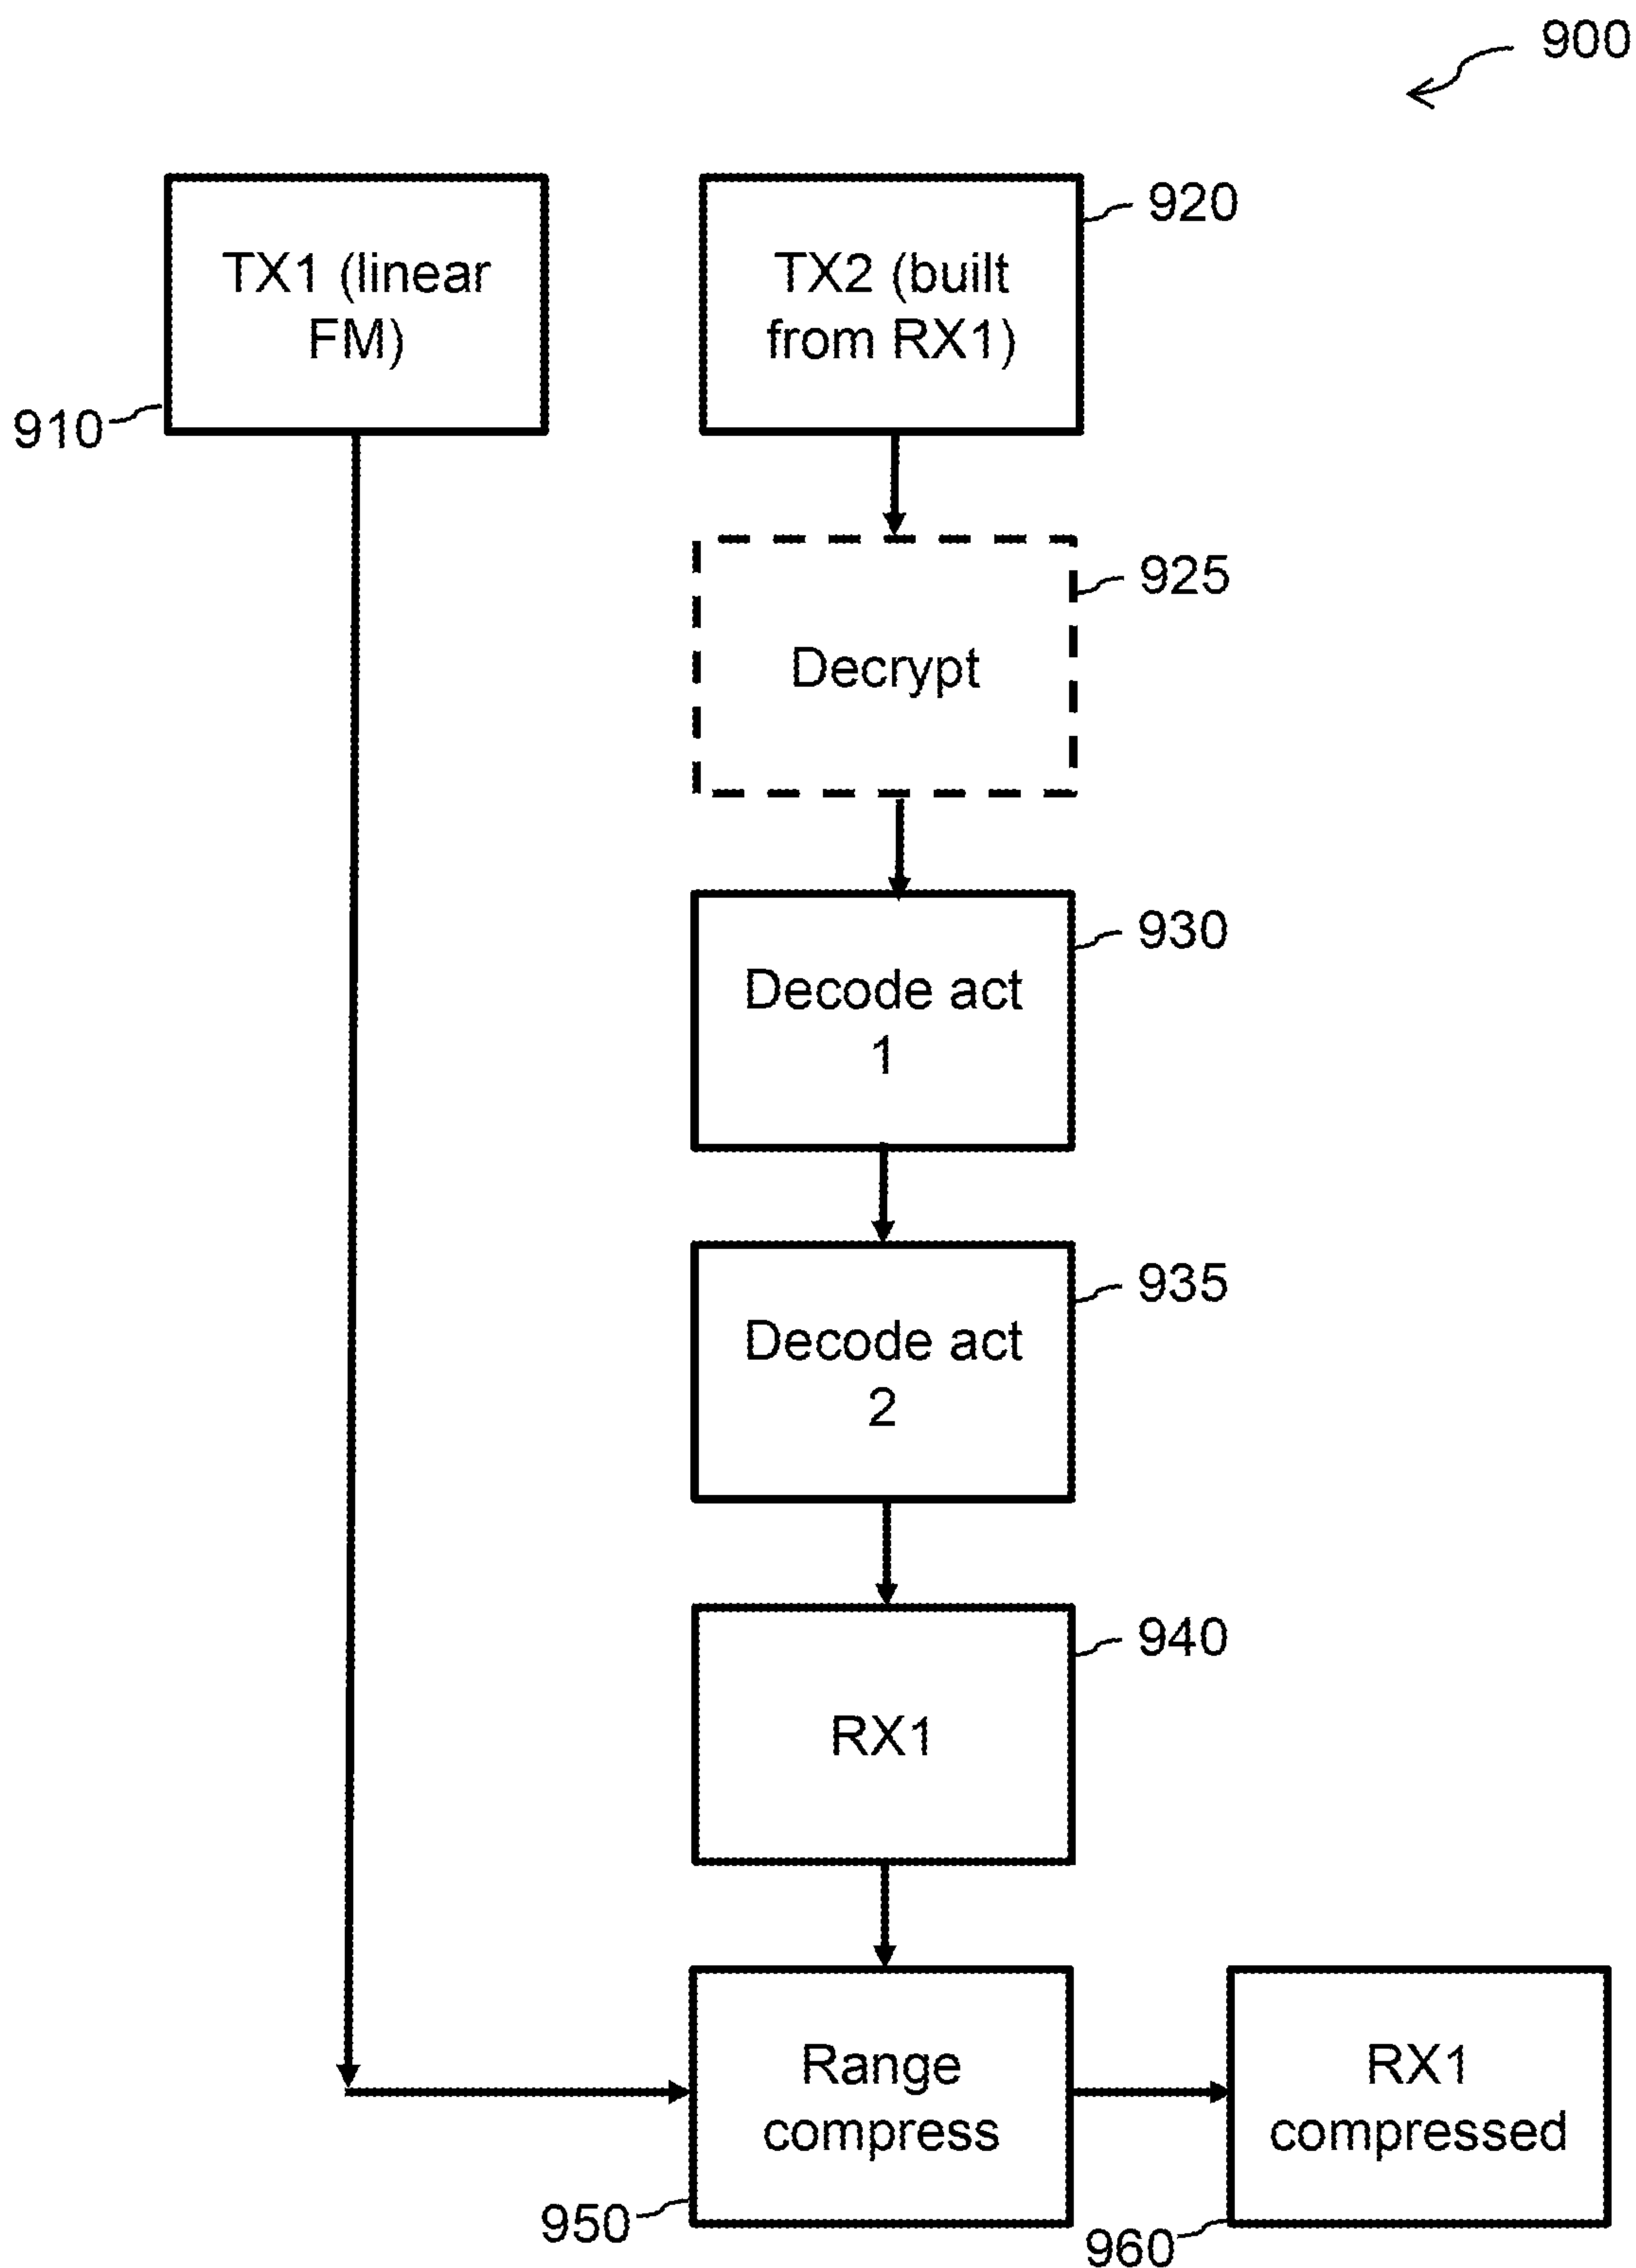 900
TX1 (linear
FM)
910
TX2 (built
from RX1)
920
Decrypt
925
Decode act
1
930
Decode act
2
935
RX1
940
Range
compress
950
RX1
compressed
960